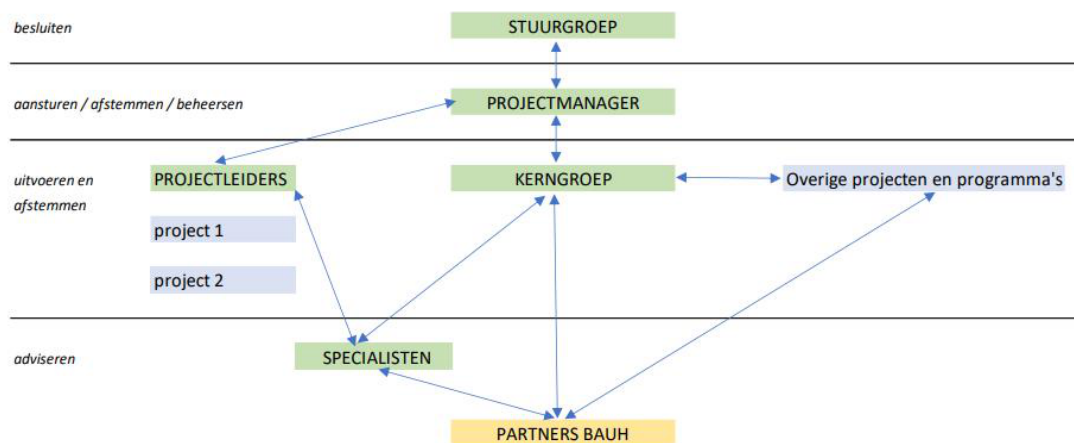 besluiten
STUURGROEP
aansturen / afstemmen / beheersen
PROJECTMANAGER
uitvoeren en
afstemmen
PROJECTLEIDERS
KERNGROEP
Overige projecten en programma's
project 1
project 2
adviseren
SPECIALISTEN
PARTNERS BAUH